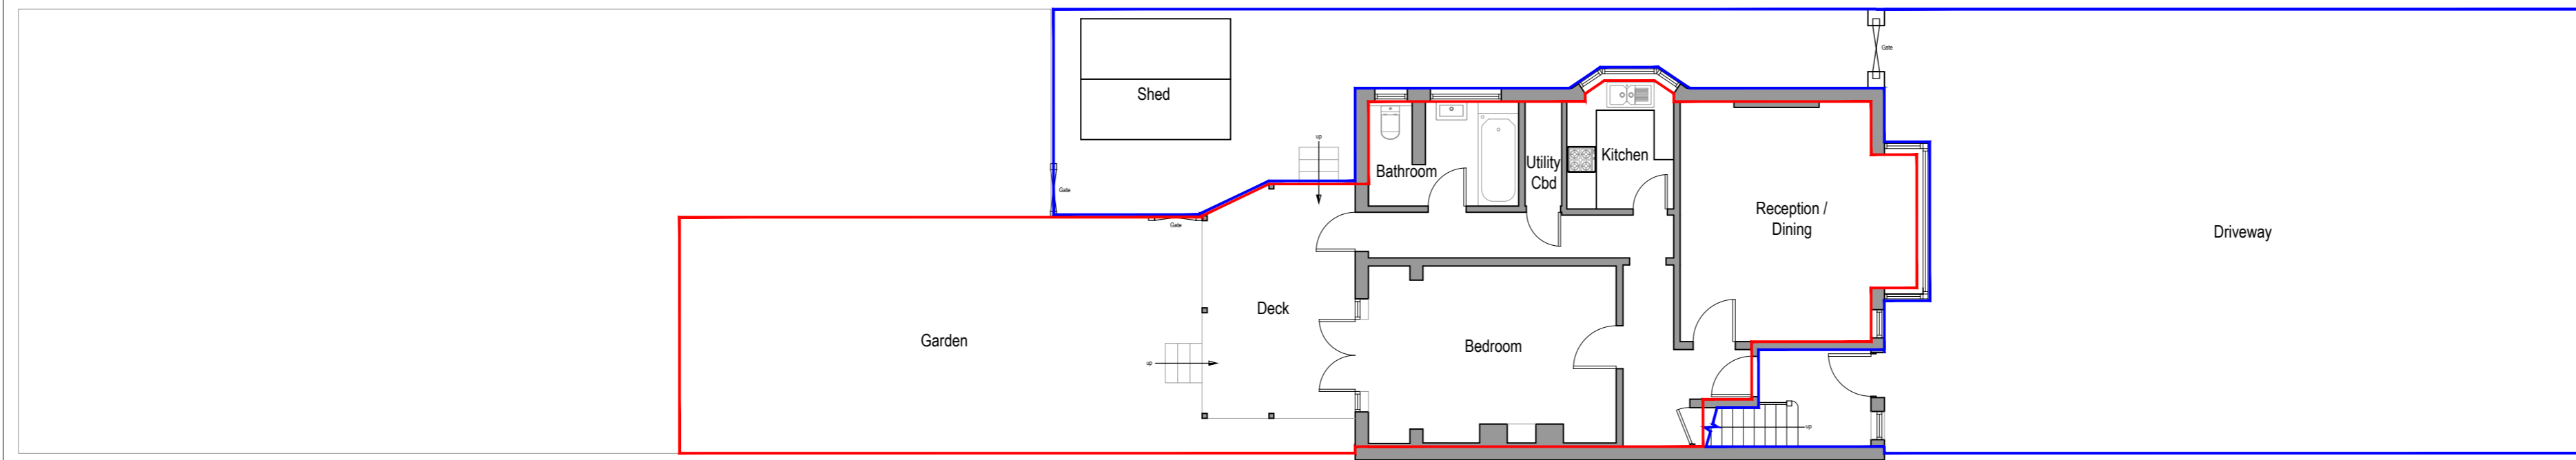 Shed
Gate
up
Bathroom
Utility
Cbd
Kitchen
Gate
Gate
Reception /
Dining
Driveway
Deck
Garden
Bedroom
up
up